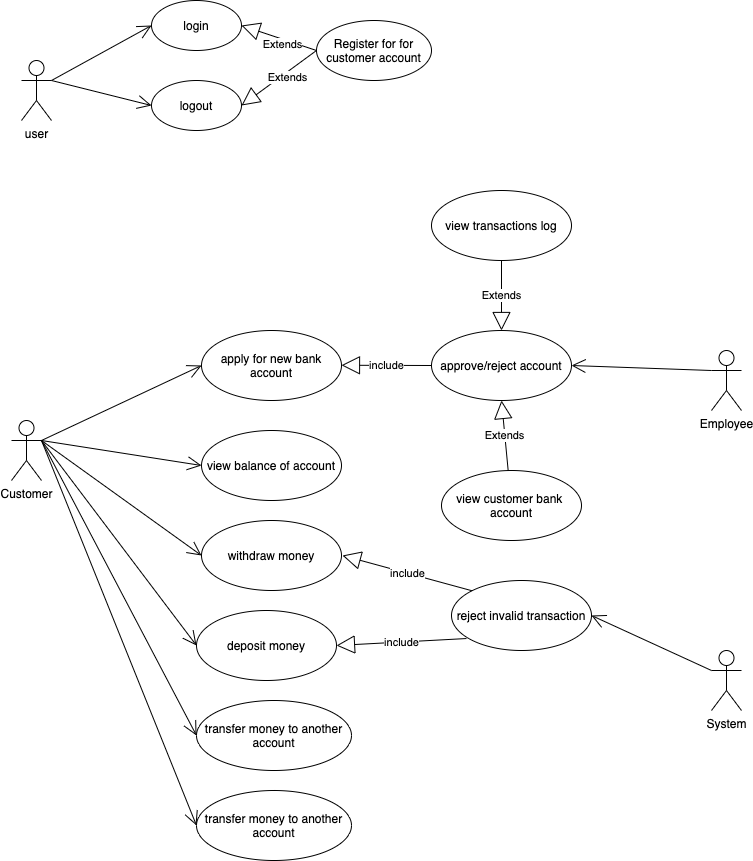 login
Extends
Register for for
customer account
Extends
logout
user
view transactions log
Extends
apply for new bank
account
include
approve/reject account
Employee
Extends
Customer
view balance of account
view customer bank
account
withdraw money
include
reject invalid transaction
deposit money
include
System
transfer money to another
account
transfer money to another
account